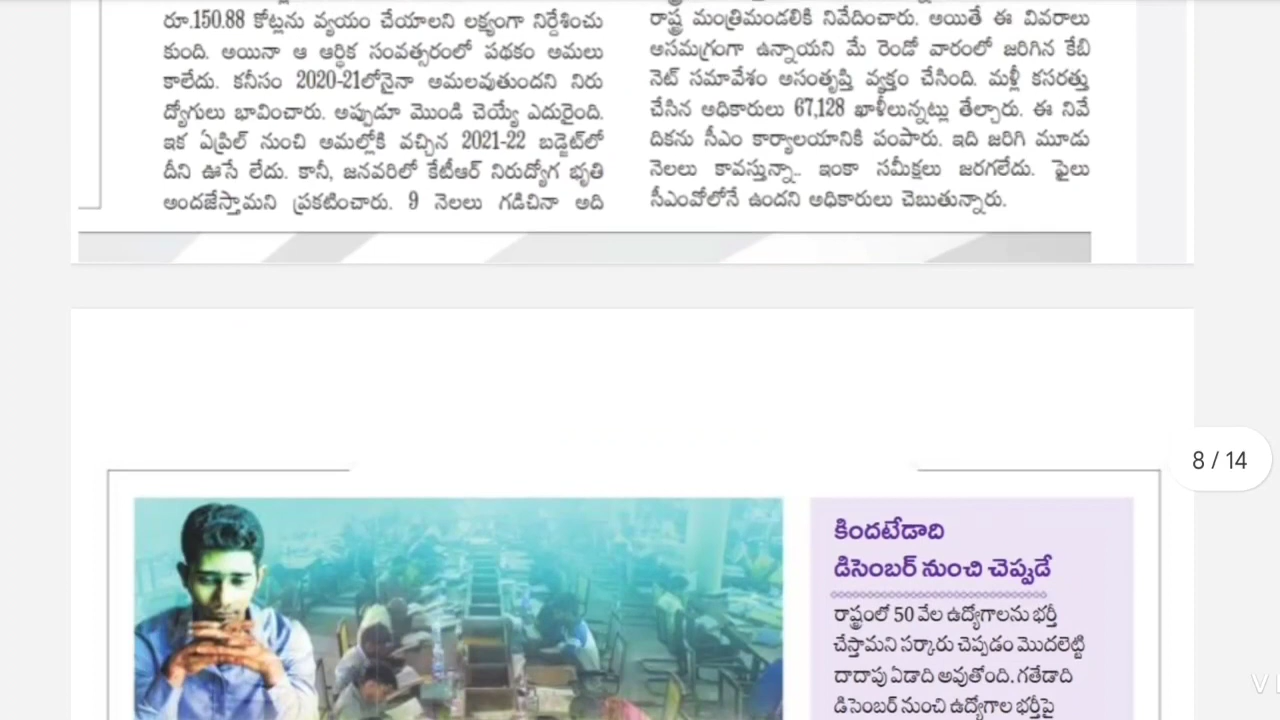 రూ.150.88 కోట్లను వ్యయం చేయాలని లక్ష్యంగా నిర్దేశించు
కుంది. అయినా ఆ ఆర్థిక సంవత్సరంలో పథకం అమలు
కాలేదు. కనీసం 2020-21లోనైనా అమలవుతుందని నిరు
ద్యోగులు భావించారు. అప్పుడూ మొండి చెయ్యే ఎదురైంది.
ఇక ఏప్రిల్ నుంచి అమల్లోకి వచ్చిన 2021-22 బడ్జెట్‌లో
దీని ఊసే లేదు. కానీ, జనవరిలో కేటీఆర్ నిరుద్యోగ భృతి
అందజేస్తామని ప్రకటించారు. 9 నెలలు గడిచినా అది
రాష్ట్ర మంత్రిమండలికి నివేదించారు. అయితే ఈ వివరాలు
అసమగ్రంగా ఉన్నాయని మే రెండో వారంలో జరిగిన కేబి
నెట్ సమావేశం అసంతృప్తి వ్యక్తం చేసింది. మళ్లీ కసరత్తు
చేసిన అధికారులు 67,128 ఖాళీలున్నట్లు తేల్చారు. ఈ నివే
దికను సీఎం కార్యాలయానికి పంపారు. ఇది జరిగి మూడు
నెలలు కావస్తున్నా.. ఇంకా సమీక్షలు జరగలేదు. ఫైలు
సీఎంవోలోనే ఉందని అధికారులు చెబుతున్నారు.
8 / 14
కిందటేడాది
డిసెంబర్ నుంచి చెప్పుడే
రాష్ట్రంలో 50 వేల ఉద్యోగాలను భర్తీ
చేస్తామని సర్కారు చెప్పడం మొదలెట్టి
దాదాపు ఏడాది అవుతోంది. గతేడాది
డిసెంబర్ నుంచి ఉద్యోగాల భర్తీపై